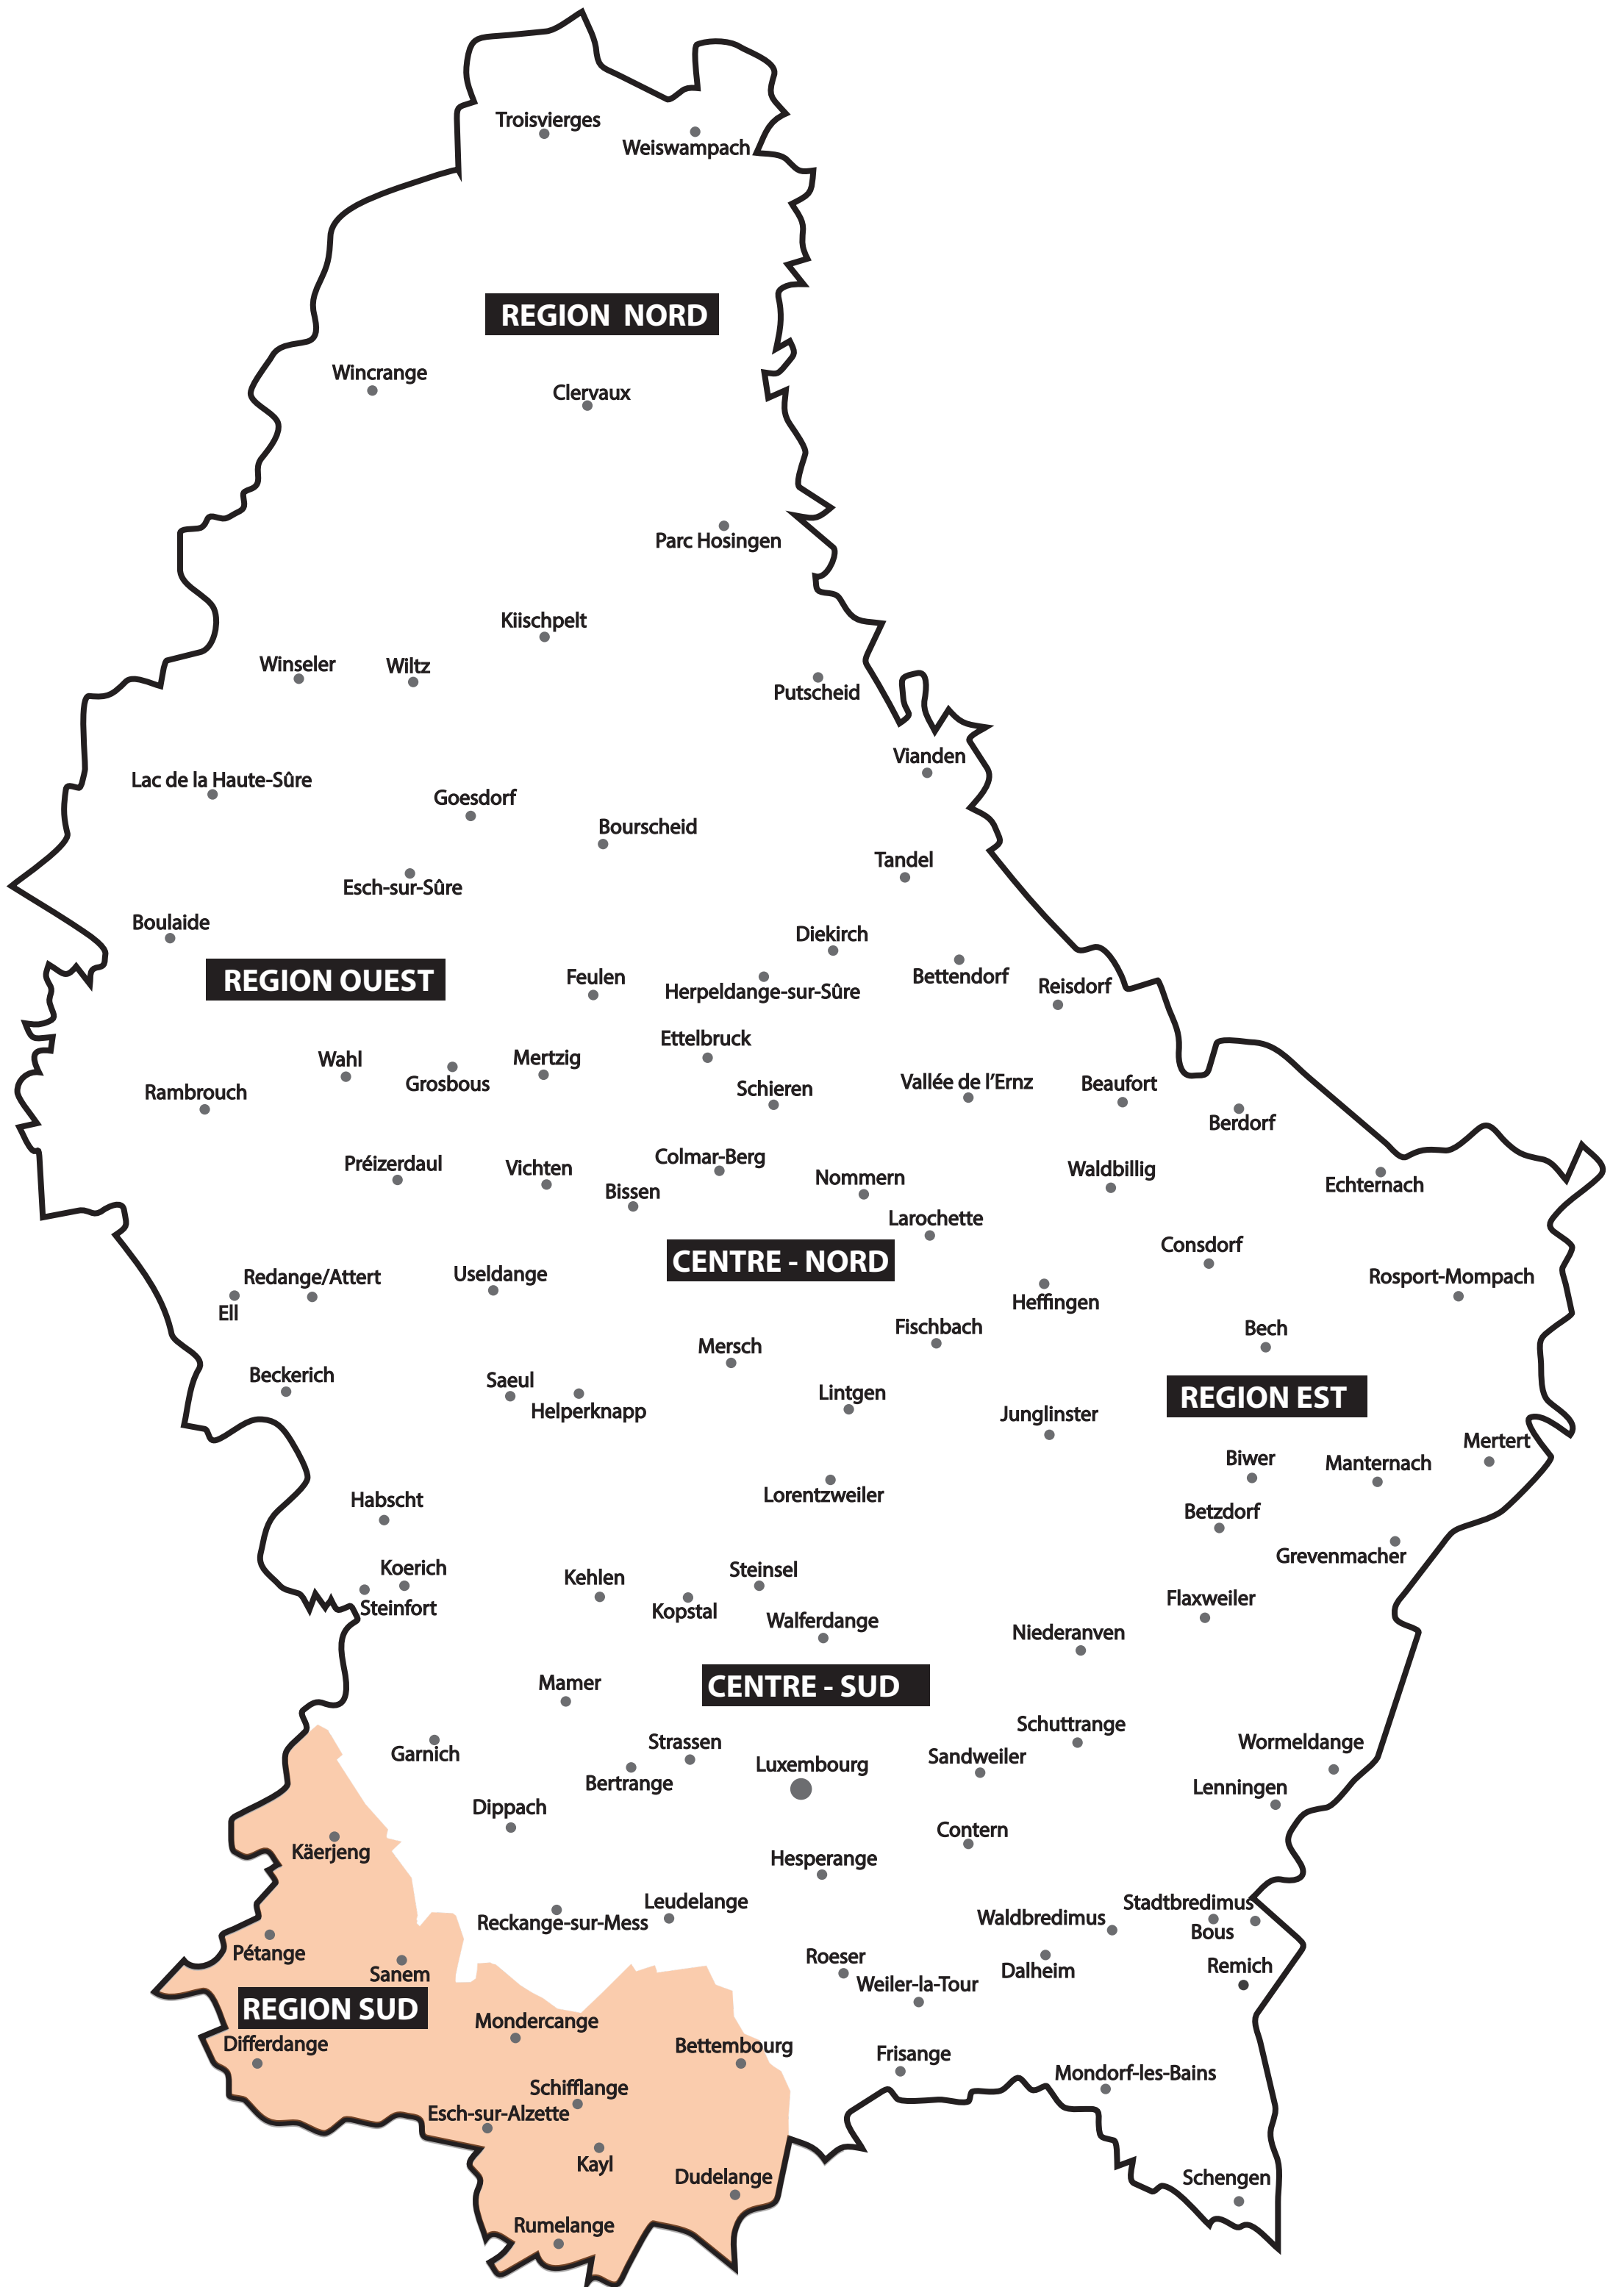 Troisvierges
Weiswampach
REGION NORD
Wincrange
Clervaux
Parc Hosingen
Kiischpelt
Winseler
Wiltz
Putscheid
Vianden
Lac de la Haute-Sûre
Goesdorf
Bourscheid
Tandel
Esch-sur-Sûre
Boulaide
Diekirch
REGION OUEST
Feulen
Herpeldange-sur-Sûre
Bettendorf
Reisdorf
Ettelbruck
Wahl
Grosbous
Mertzig
Rambrouch
Schieren
Vallée de l'Ernz
Beaufort
Berdorf
Préizerdaul
Vichten
Colmar-Berg
Bissen
Nommern
Waldbillig
Echternach
Larochette
CENTRE - NORD
Consdorf
Redange/Attert
Ell
Useldange
Heffingen
Rosport-Mompach
Fischbach
Bech
Mersch
Beckerich
Saeul
Helperknapp
Lintgen
REGION EST
Junglinster
Mertert
Biwer
Manternach
Habscht
Lorentzweiler
Betzdorf
Grevenmacher
Koerich
Steinfort
Kehlen
Steinsel
Kopstal
Walferdange
Flaxweiler
Niederanven
Mamer
CENTRE - SUD
Garnich
Strassen
Bertrange
Luxembourg
Schuttrange
Sandweiler
Wormeldange
Lenningen
Dippach
Contern
Käerjeng
Hesperange
Leudelange
Reckange-sur-Mess
Waldbredimus
Stadtbredimus
Bous
Pétange
Sanem
Roeser
Weiler-la-Tour
Dalheim
Remich
REGION SUD
Mondercange
Differdange
Bettembourg
Frisange
Mondorf-les-Bains
Schifflange
Esch-sur-Alzette
Kayl
Dudelange
Schengen
Rumelange